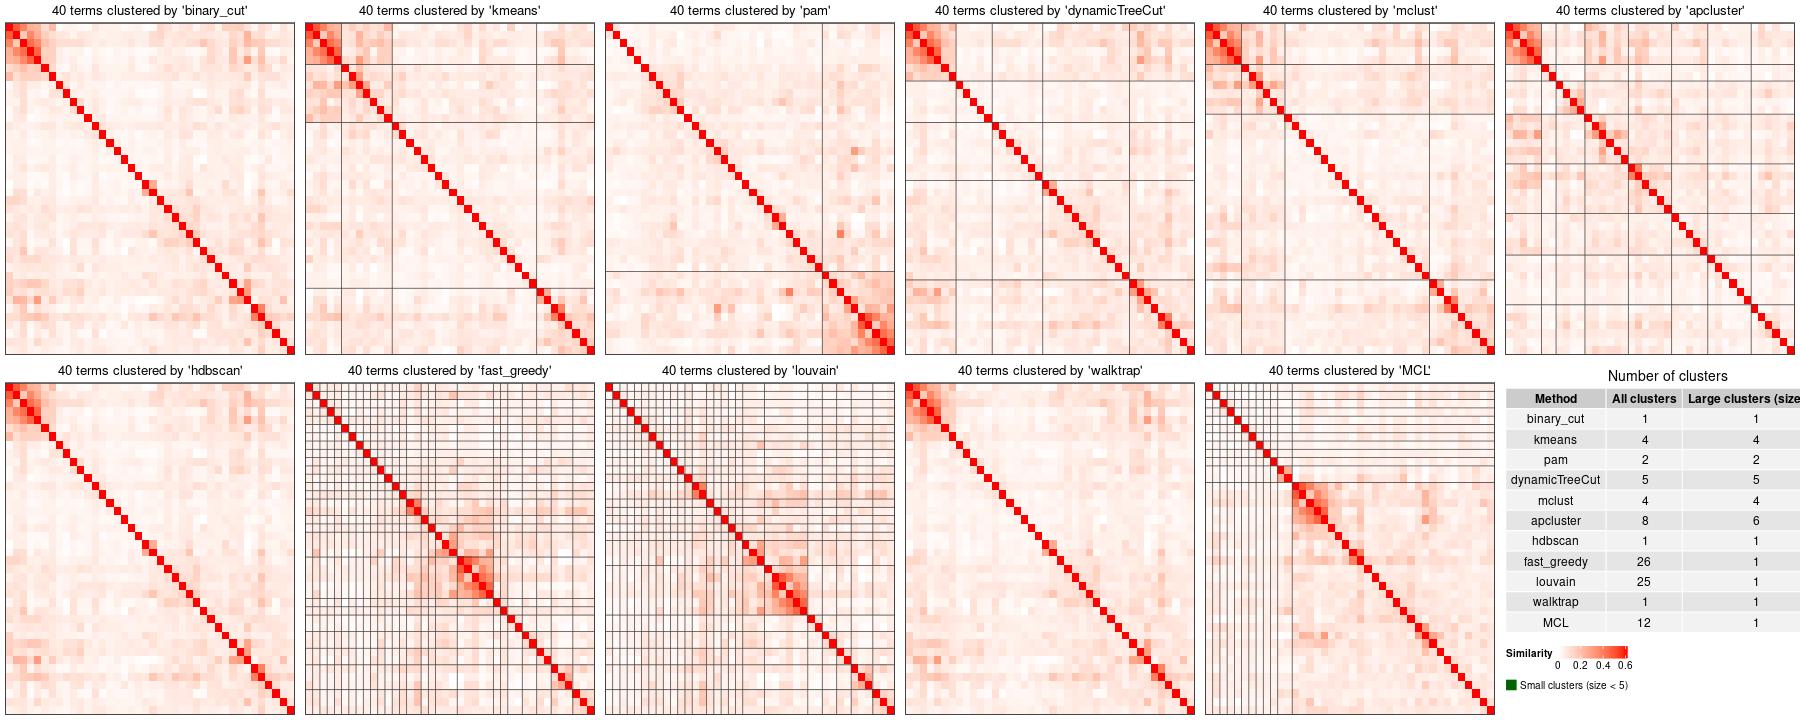 40 terms clustered by 'binary_cut'
40 terms clustered by 'kmeans'
40 terms clustered by 'pam'
40 terms clustered by 'dynamicTreeCut'
40 terms clustered by 'mclust'
40 terms clustered by 'apcluster'
40 terms clustered by 'hdbscan'
40 terms clustered by 'fast_greedy'
40 terms clustered by 'louvain'
40 terms clustered by 'walktrap'
40 terms clustered by 'MCL'
Number of clusters
Method All clusters Large clusters (size
binary_cut 1 1
kmeans 4 4
pam 2 2
dynamicTreeCut 5 5
mclust 4 4
apcluster 8 6
hdbscan 1 1
fast_greedy 26 1
louvain 25 1
walktrap 1 1
MCL 12 1
Similarity
0 0.2 0.4 0.6
Small clusters (size < 5)